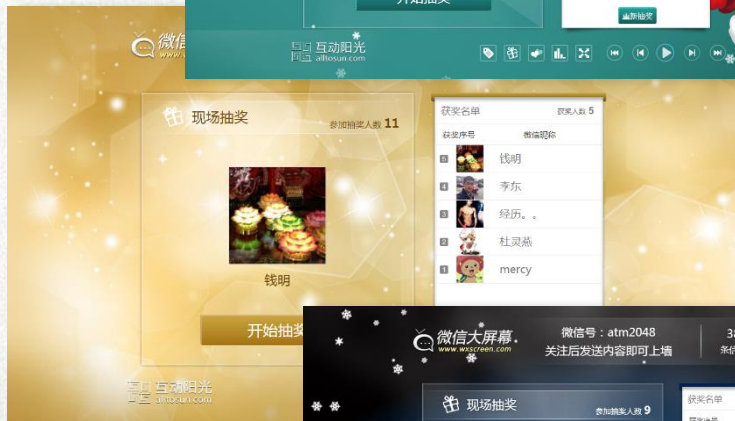 开始抽奖
重新抽奖
互动阳光
alltosun.com
微信
现场抽奖
参加抽奖人数 11
钱明
开始抽奖
互动阳光
alltosun.com
获奖名单
获奖人数 5
获奖序号
微信昵称
5 钱明
4 李东
3 经历。。
2 杜灵燕
1 mercy
微信大屏幕
www.wxscreen.com
微信号：atm2048
关注后发送内容即可上墙
现场抽奖
参加抽奖人数 9
获奖名单